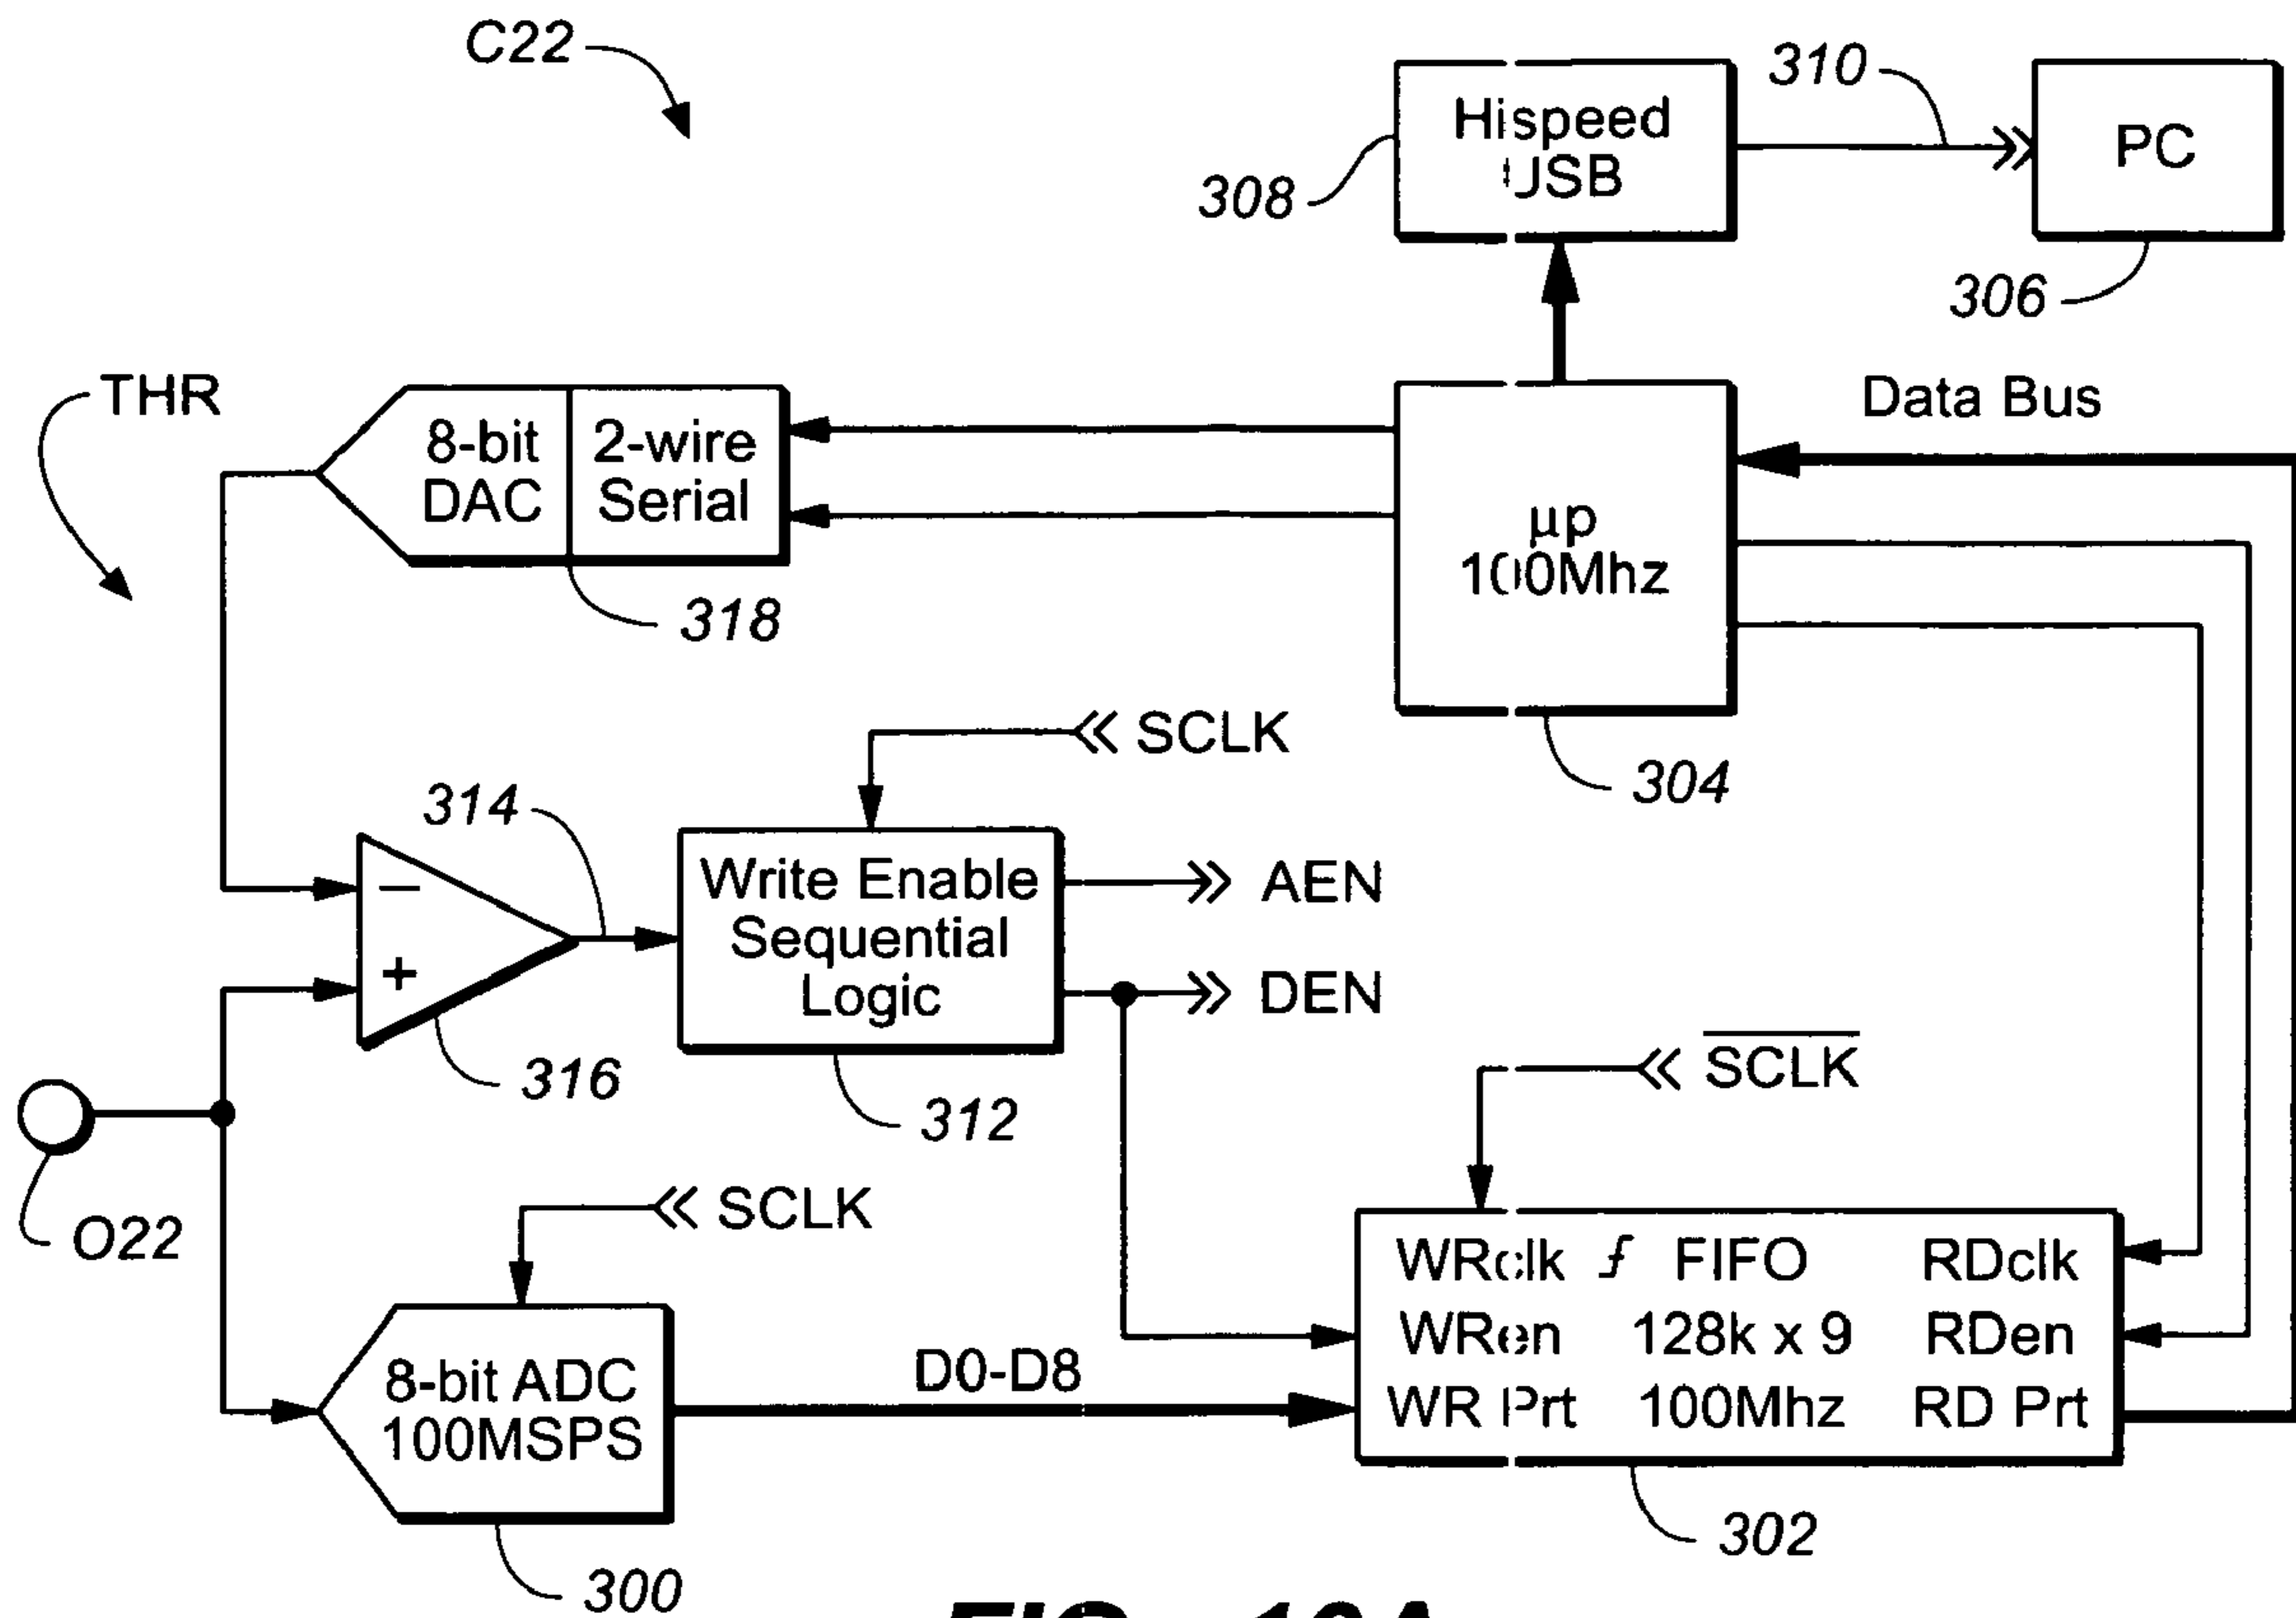 C22
310
Hispeed
USB
PC
308
306
THR
Data Bus
8-bit
DAC
2-wire
Serial
µp
100Mhz
318
SCLK
304
314
Write Enable
Sequential
Logic
AEN
DEN
−
+
316
312
SCLK
O22
SCLK
WRclk FIFO RDclk
WRen 128k x 9 RDen
WR Prt 100Mhz RD Prt
8-bit ADC
100MSPS
D0-D8
302
300